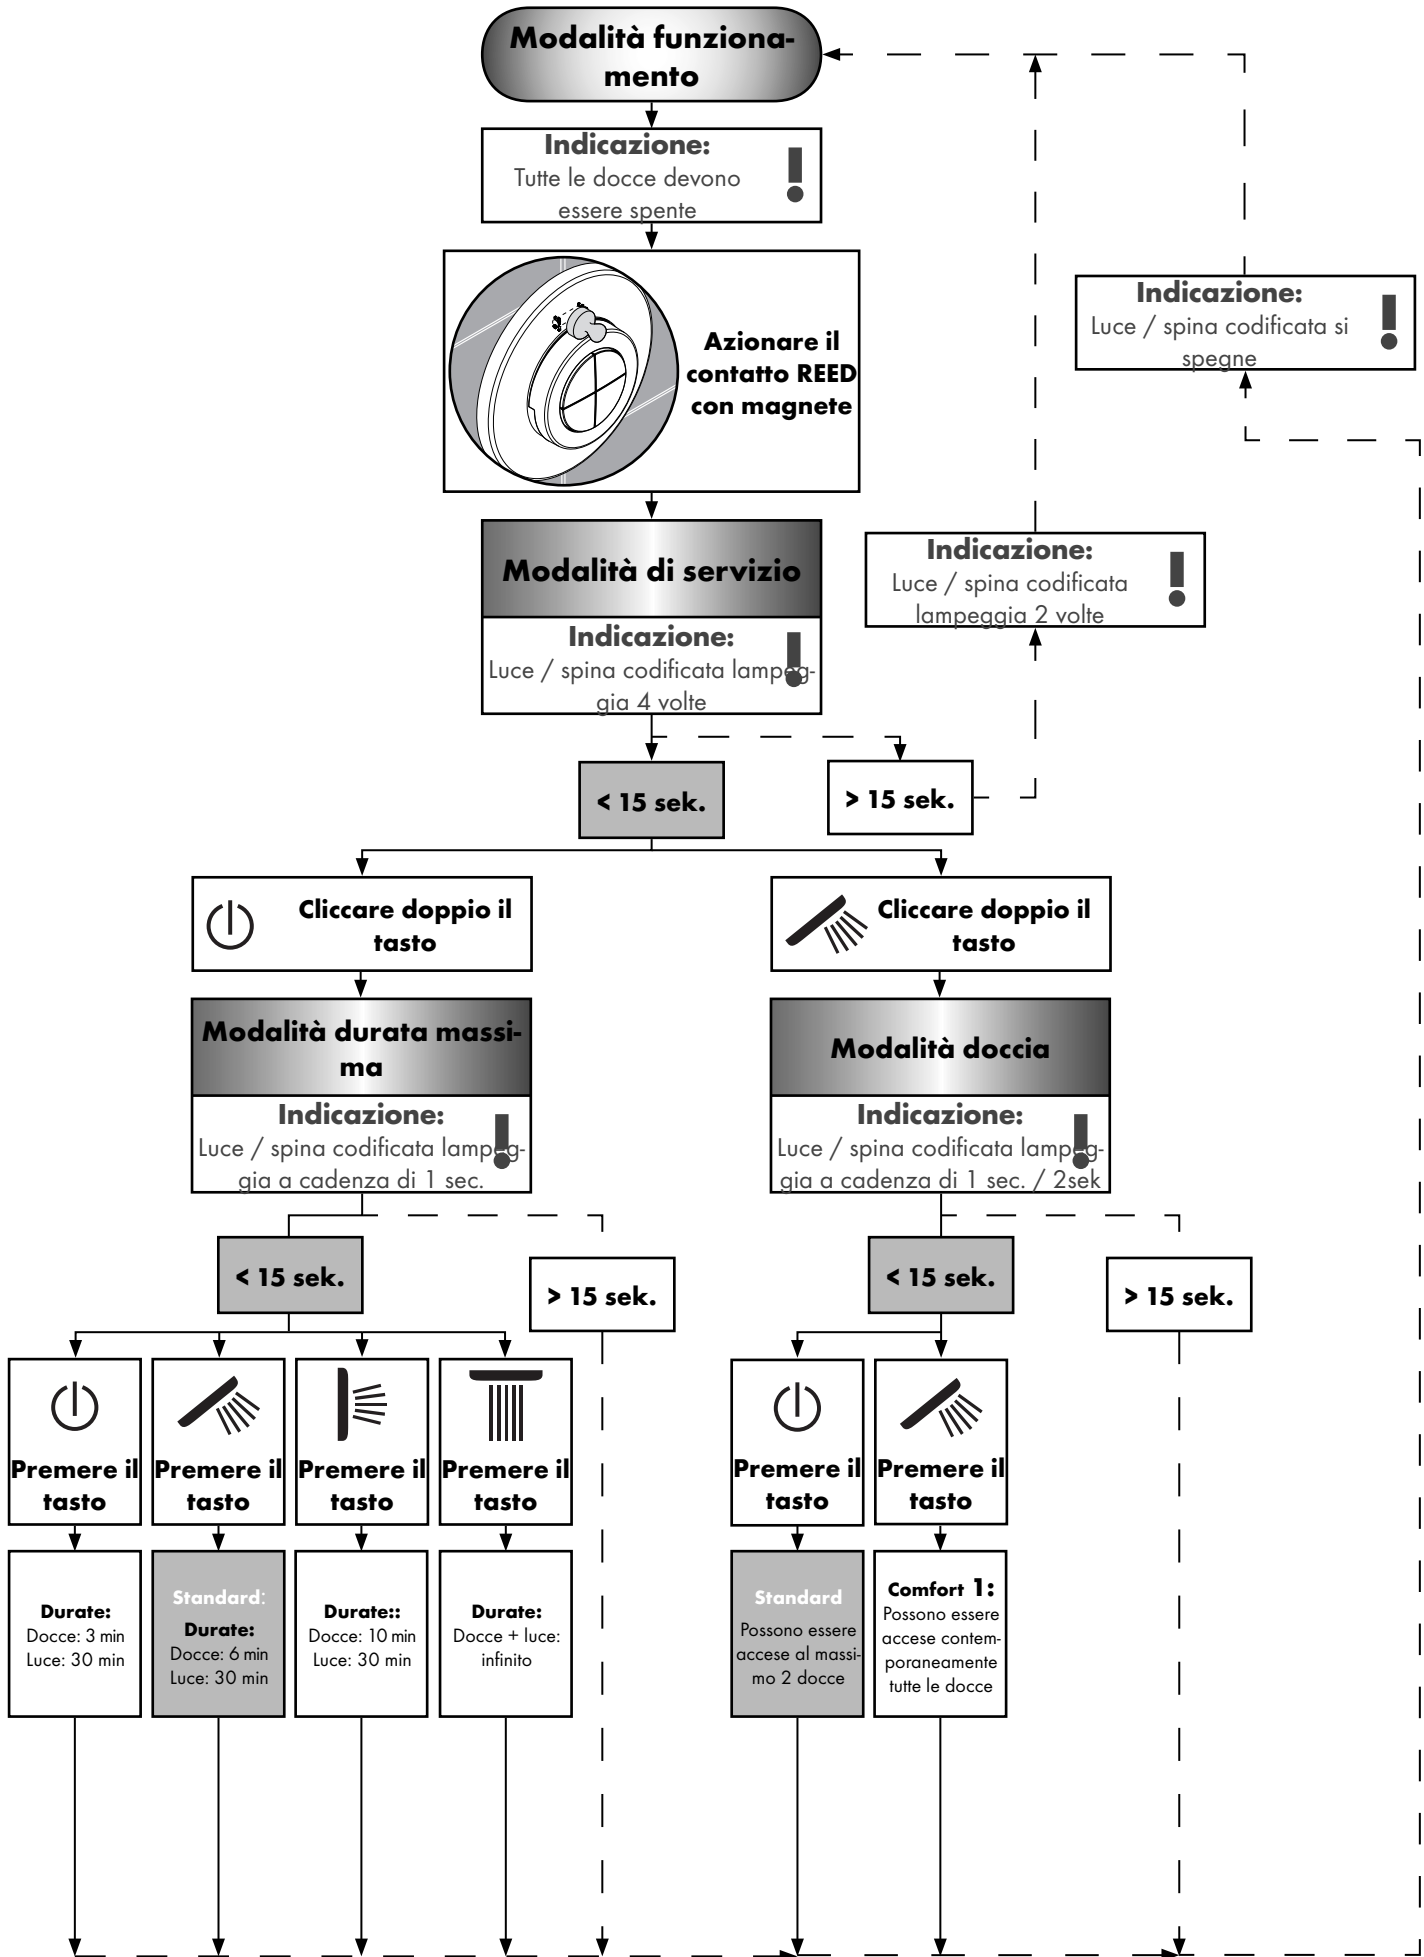 Modalità funziona-
mento
Indicazione:
Tutte le docce devono
essere spente
Azionare il
contatto REED
con magnete
Indicazione:
Luce / spina codificata si
spegne
Modalità di servizio
Indicazione:
Luce / spina codificata lampeg-
gia 4 volte
Indicazione:
Luce / spina codificata
lampeggia 2 volte
< 15 sek.
> 15 sek.
Cliccare doppio il
tasto
Cliccare doppio il
tasto
Modalità durata massi-
ma
Indicazione:
Luce / spina codificata lampeg-
gia a cadenza di 1 sec.
Modalità doccia
Indicazione:
Luce / spina codificata lampeg-
gia a cadenza di 1 sec. / 2sek
< 15 sek.
> 15 sek.
< 15 sek.
> 15 sek.
Premere il
tasto
Premere il
tasto
Premere il
tasto
Premere il
tasto
Premere il
tasto
Premere il
tasto
Durate:
Docce: 3 min
Luce: 30 min
Standard:
Durate:
Docce: 6 min
Luce: 30 min
Durate::
Docce: 10 min
Luce: 30 min
Durate:
Docce + luce:
infinito
Standard
Possono essere
accese al massi-
mo 2 docce
Comfort 1:
Possono essere
accese contem-
poraneamente
tutte le docce